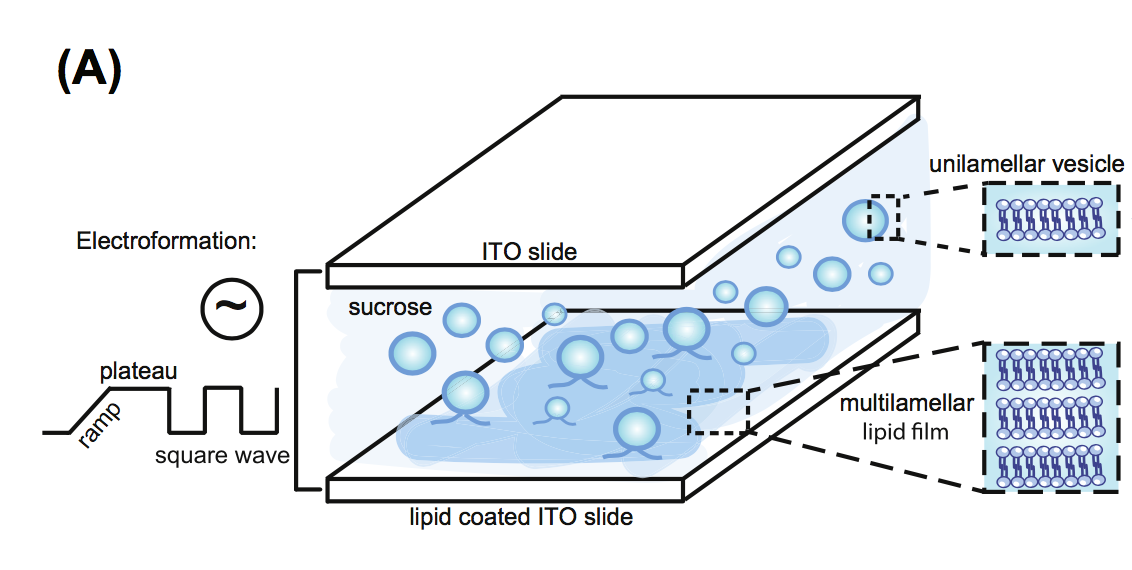 (A)
unilamellar vesicle
Electroformation:
ITO slide
~
sucrose
plateau
ramp
square wave
multilamellar
lipid film
lipid coated ITO slide